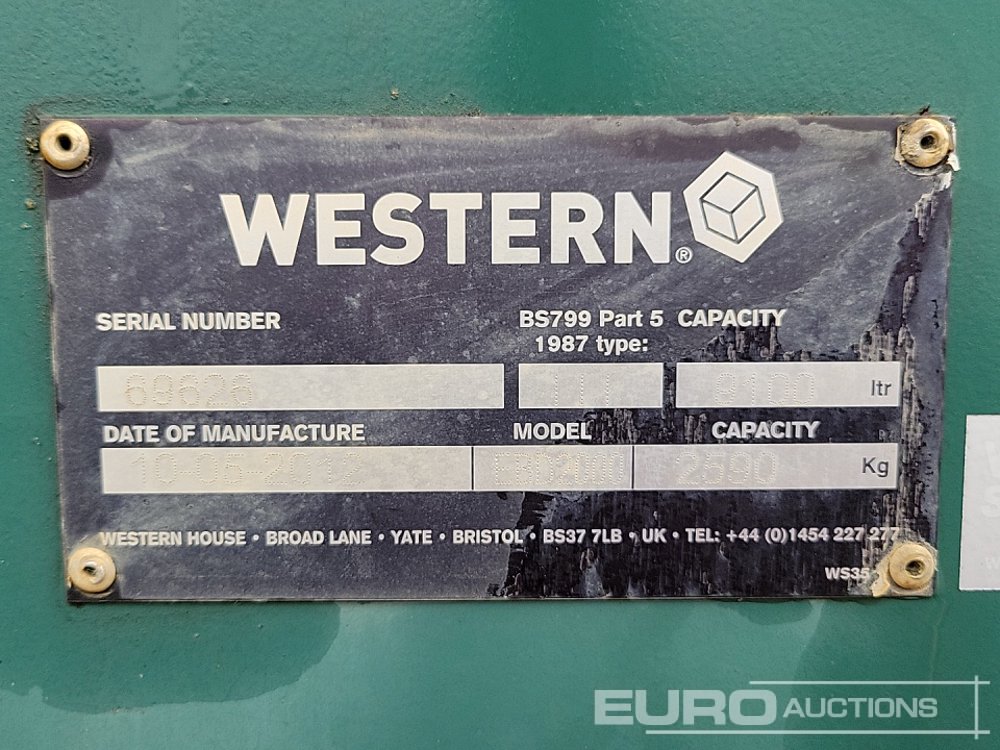 WESTERN®
SERIAL NUMBER BS799 Part 5 CAPACITY
1987 type:
69626 III 9100 ltr
DATE OF MANUFACTURE MODEL CAPACITY
10-05-2012 EBD2000 2590 Kg
WESTERN HOUSE • BROAD LANE • YATE • BRISTOL • BS37 7LB • UK • TEL: +44 (0)1454 227 277
WS35
EURO AUCTIONS